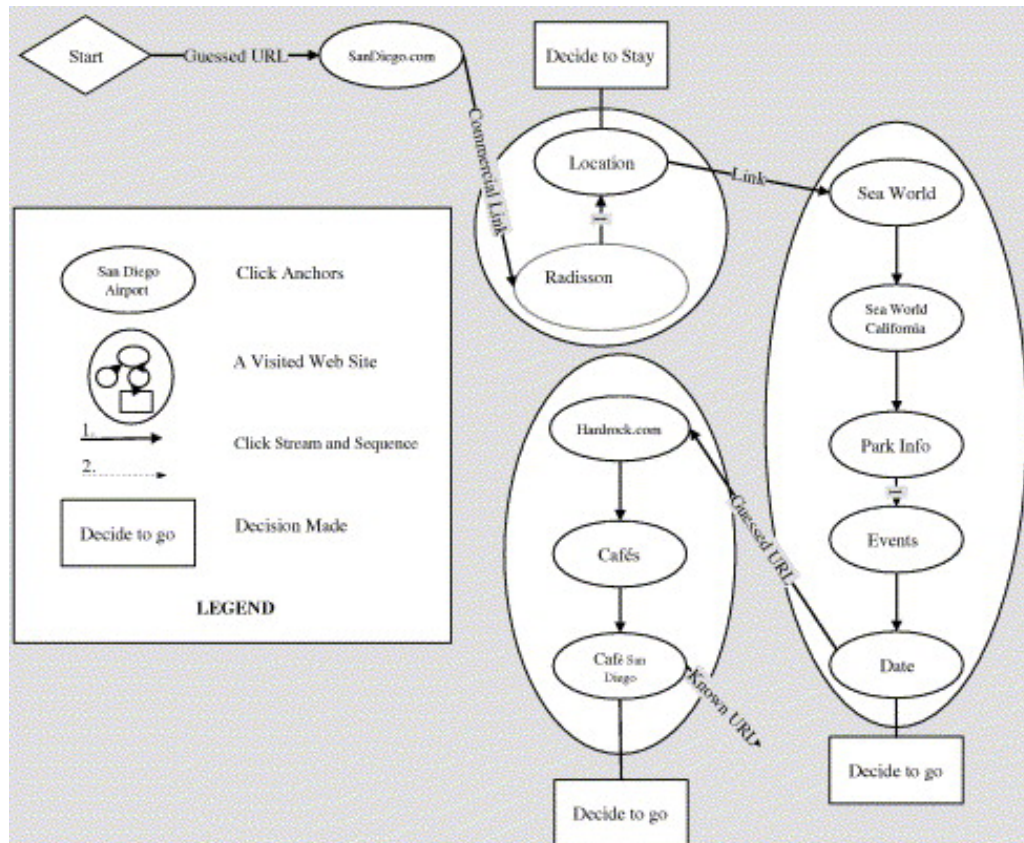 Start
Guessed URL
SanDiego.com
Commercial Link
Decide to Stay
Location
1
Radisson
Link
Sea World
Sea World
California
Park Info
1
Events
Date
Decide to go
Guessed URL
Hardrock.com
Cafés
Café San
Diego
Known URL
Decide to go
San Diego
Airport
Click Anchors
A Visited Web Site
1.
Click Stream and Sequence
2.
Decide to go
Decision Made
LEGEND